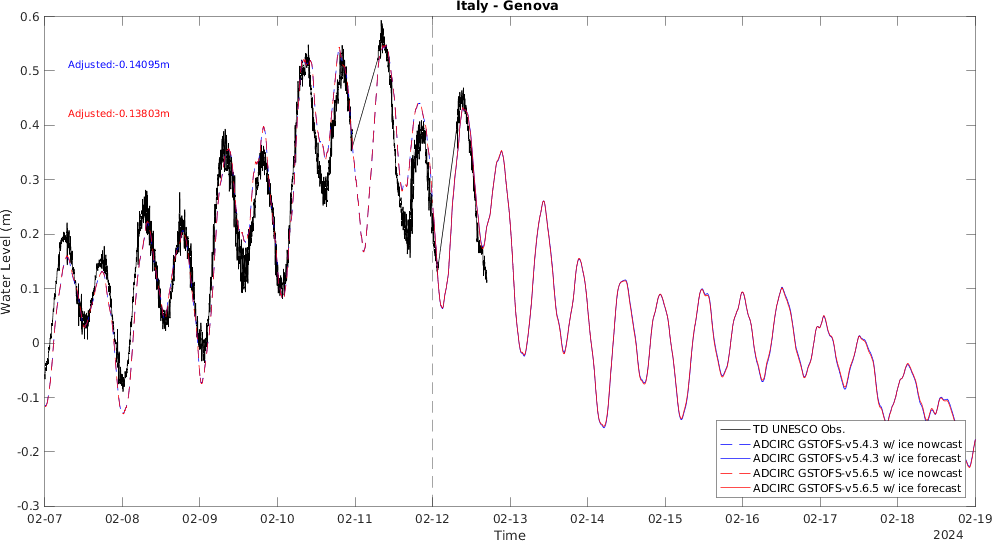 Italy - Genova
Adjusted:-0.14095m
Adjusted:-0.13803m
Water Level (m)
0.6
0.5
0.4
0.3
0.2
0.1
0
-0.1
-0.2
-0.3
TD UNESCO Obs.
ADCIRC GSTOFS-v5.4.3 w/ ice nowcast
ADCIRC GSTOFS-v5.4.3 w/ ice forecast
ADCIRC GSTOFS-v5.6.5 w/ ice nowcast
ADCIRC GSTOFS-v5.6.5 w/ ice forecast
02-07 02-08 02-09 02-10 02-11 02-12 02-13 02-14 02-15 02-16 02-17 02-18 02-19
Time
2024